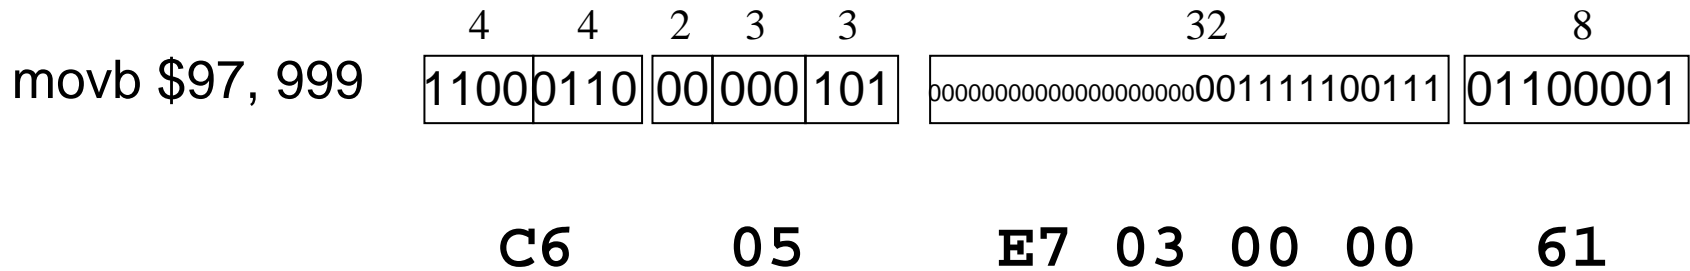 4 4 2 3 3 32 8
movb $97, 999 1100 0110 00 000 101 00000000000000000000001111100111 01100001
C6 05 E7 03 00 00 61